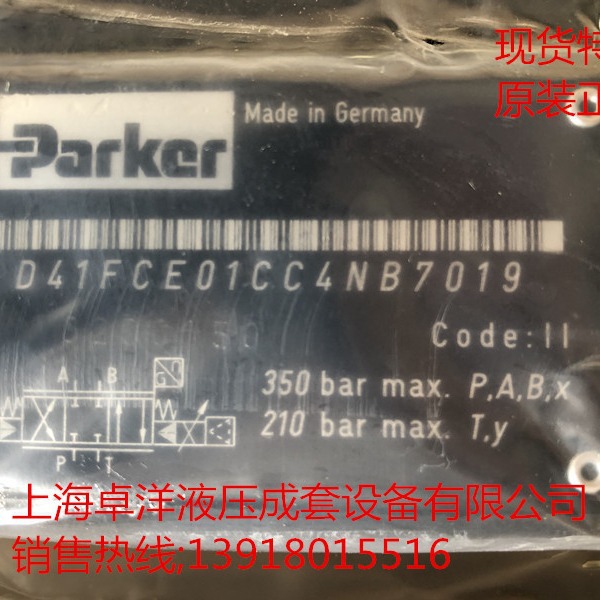 现货特
原装正
Made in Germany
Parker
D41FCE01CC4NB7019
Code:II
A B
350 bar max. P,A,B,x
210 bar max. T,y
P T
上海卓洋液压成套设备有限公司
销售热线;13918015516